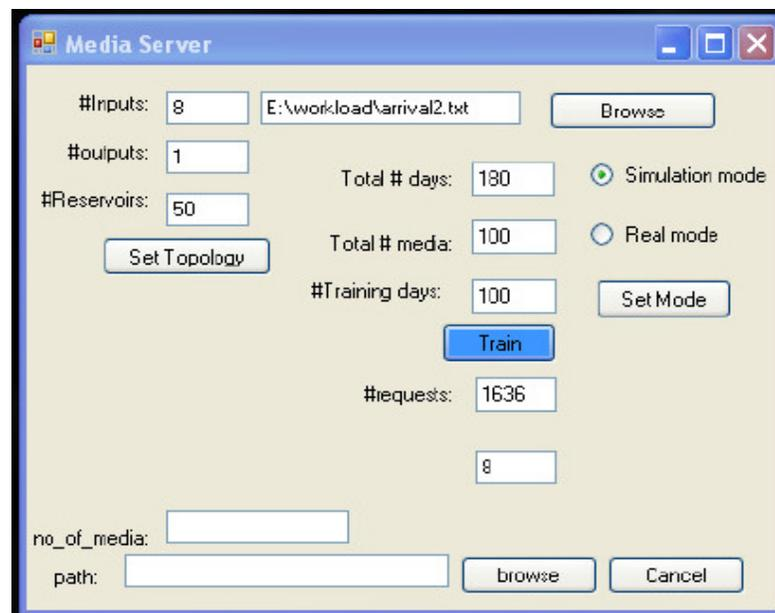 Media Server
#Inputs: 8 E:\workload\arrival2.txt Browse
#outputs: 1
Total # days: 180 Simulation mode
#Reservoirs: 50
Total # media: 100 Real mode
Set Topology
#Training days: 100 Set Mode
Train
#requests: 1636
8
no_of_media:
path: browse Cancel